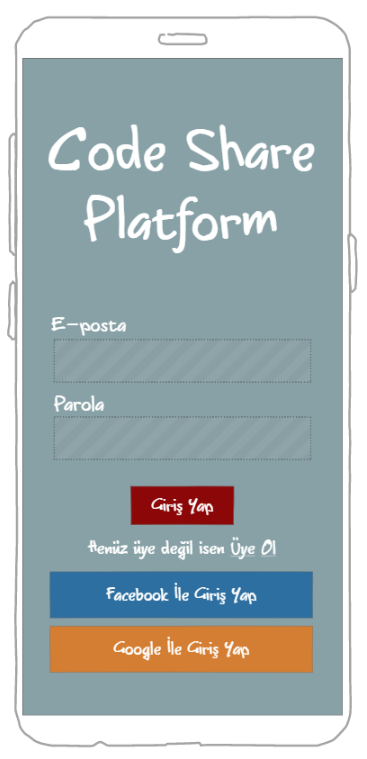 Code Share
Platform
E-posta
Parola
Giriş Yap
Henüz üye değil isen Üye Ol
Facebook İle Giriş Yap
Google İle Giriş Yap